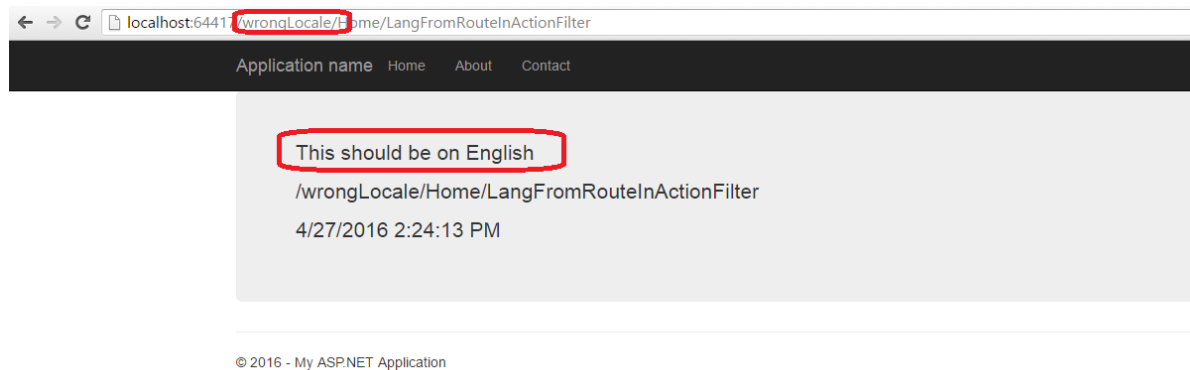 localhost:64417/wrongLocale/Home/LangFromRouteInActionFilter
Application name Home About Contact
This should be on English
/wrongLocale/Home/LangFromRouteInActionFilter
4/27/2016 2:24:13 PM
© 2016 - My ASP.NET Application